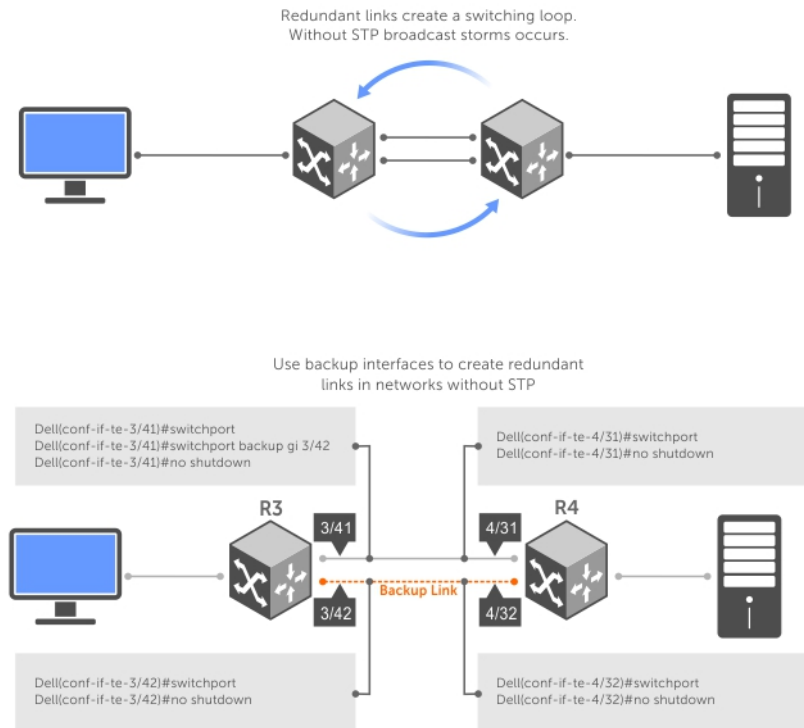 Redundant links create a switching loop.
Without STP broadcast storms occurs.
Use backup interfaces to create redundant
links in networks without STP
Dell(conf-if-te-3/41)#switchport
Dell(conf-if-te-3/41)#switchport backup gi 3/42
Dell(conf-if-te-3/41)#no shutdown
Dell(conf-if-te-4/31)#switchport
Dell(conf-if-te-4/31)#no shutdown
R3
R4
3/41
4/31
Backup Link
3/42
4/32
Dell(conf-if-te-3/42)#switchport
Dell(conf-if-te-3/42)#no shutdown
Dell(conf-if-te-4/32)#switchport
Dell(conf-if-te-4/32)#no shutdown